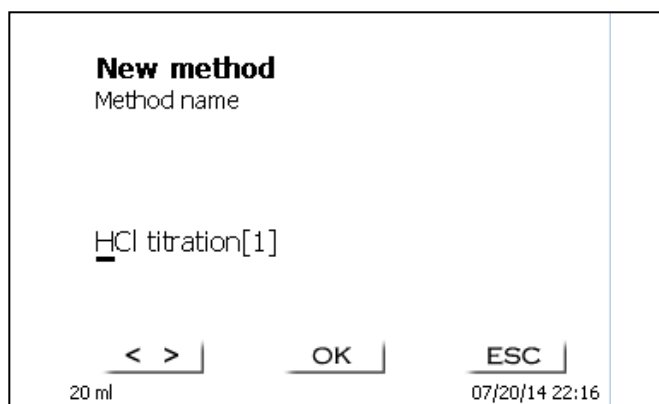 New method
Method name
HCl titration[1]
< > OK ESC
20 ml 07/20/14 22:16